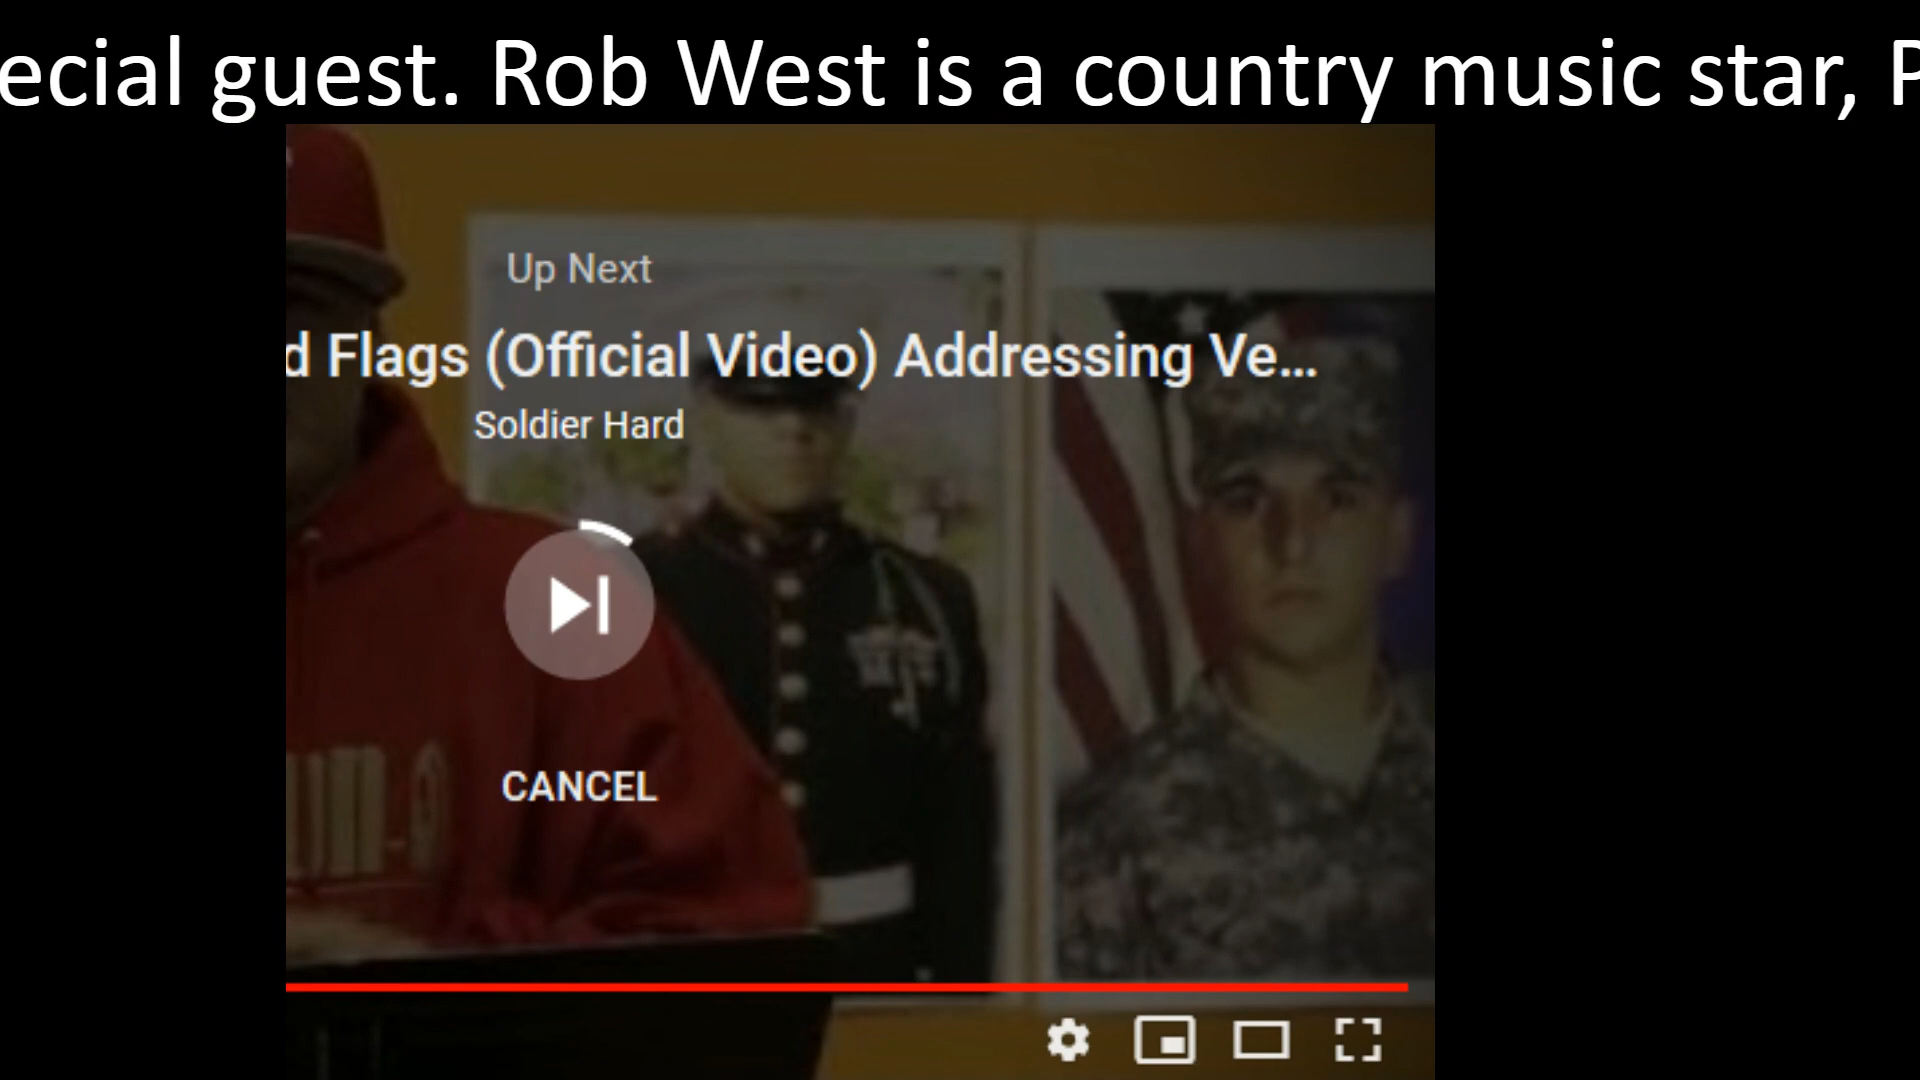 ecial guest. Rob West is a country music star, P
Up Next
d Flags (Official Video) Addressing Ve...
Soldier Hard
CANCEL